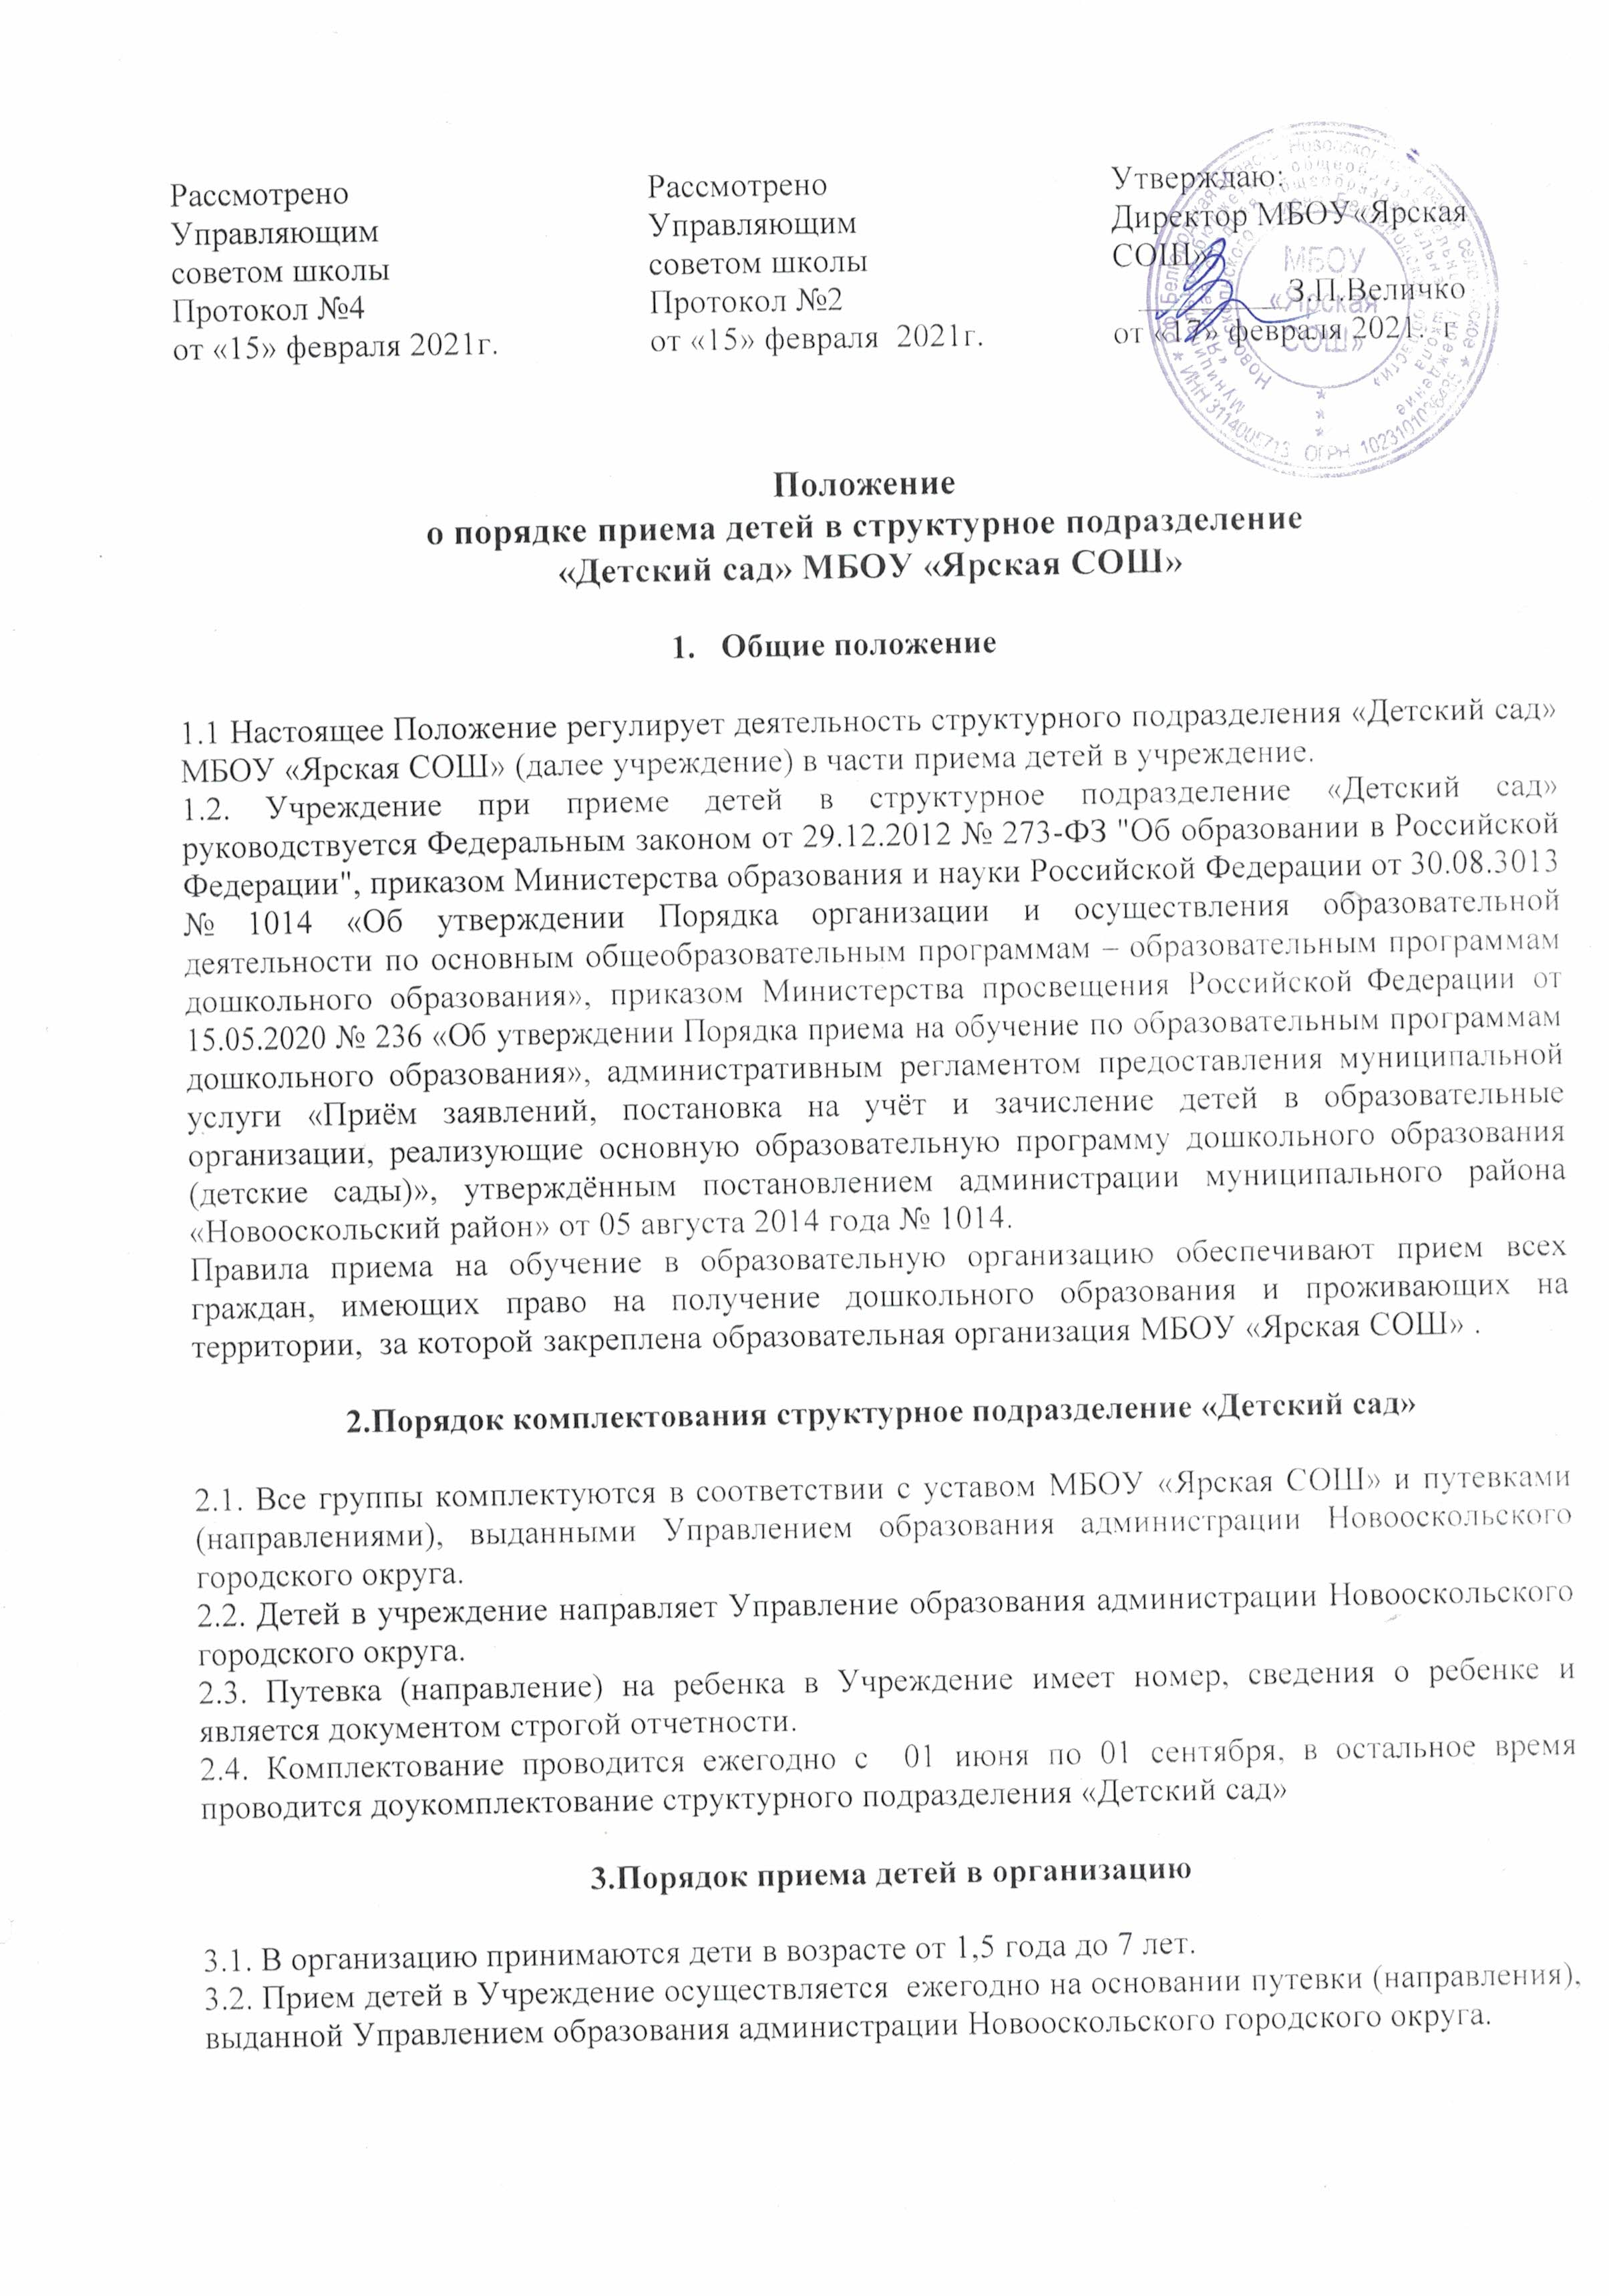 Рассмотрено
Управляющим
советом школы
Протокол №4
от «15» февраля 2021г.
Рассмотрено
Управляющим
советом школы
Протокол №2
от «15» февраля 2021г.
Утверждаю:
Директор МБОУ«Ярская
СОШ»
__________З.П.Величко
от «17» февраля 2021. г
МБОУ
«Ярская
СОШ»
ИНН 3114005713 ОГРН
Положение
о порядке приема детей в структурное подразделение
«Детский сад» МБОУ «Ярская СОШ»
1. Общие положение
1.1 Настоящее Положение регулирует деятельность структурного подразделения «Детский сад»
МБОУ «Ярская СОШ» (далее учреждение) в части приема детей в учреждение.
1.2. Учреждение при приеме детей в структурное подразделение «Детский сад»
руководствуется Федеральным законом от 29.12.2012 № 273-ФЗ "Об образовании в Российской
Федерации", приказом Министерства образования и науки Российской Федерации от 30.08.3013
№ 1014 «Об утверждении Порядка организации и осуществления образовательной
деятельности по основным общеобразовательным программам – образовательным программам
дошкольного образования», приказом Министерства просвещения Российской Федерации от
15.05.2020 № 236 «Об утверждении Порядка приема на обучение по образовательным программам
дошкольного образования», административным регламентом предоставления муниципальной
услуги «Приём заявлений, постановка на учёт и зачисление детей в образовательные
организации, реализующие основную образовательную программу дошкольного образования
(детские сады)», утверждённым постановлением администрации муниципального района
«Новооскольский район» от 05 августа 2014 года № 1014.
Правила приема на обучение в образовательную организацию обеспечивают прием всех
граждан, имеющих право на получение дошкольного образования и проживающих на
территории, за которой закреплена образовательная организация МБОУ «Ярская СОШ» .
2.Порядок комплектования структурное подразделение «Детский сад»
2.1. Все группы комплектуются в соответствии с уставом МБОУ «Ярская СОШ» и путевками
(направлениями), выданными Управлением образования администрации Новооскольского
городского округа.
2.2. Детей в учреждение направляет Управление образования администрации Новооскольского
городского округа.
2.3. Путевка (направление) на ребенка в Учреждение имеет номер, сведения о ребенке и
является документом строгой отчетности.
2.4. Комплектование проводится ежегодно с 01 июня по 01 сентября, в остальное время
проводится доукомплектование структурного подразделения «Детский сад»
3.Порядок приема детей в организацию
3.1. В организацию принимаются дети в возрасте от 1,5 года до 7 лет.
3.2. Прием детей в Учреждение осуществляется ежегодно на основании путевки (направления),
выданной Управлением образования администрации Новооскольского городского округа.